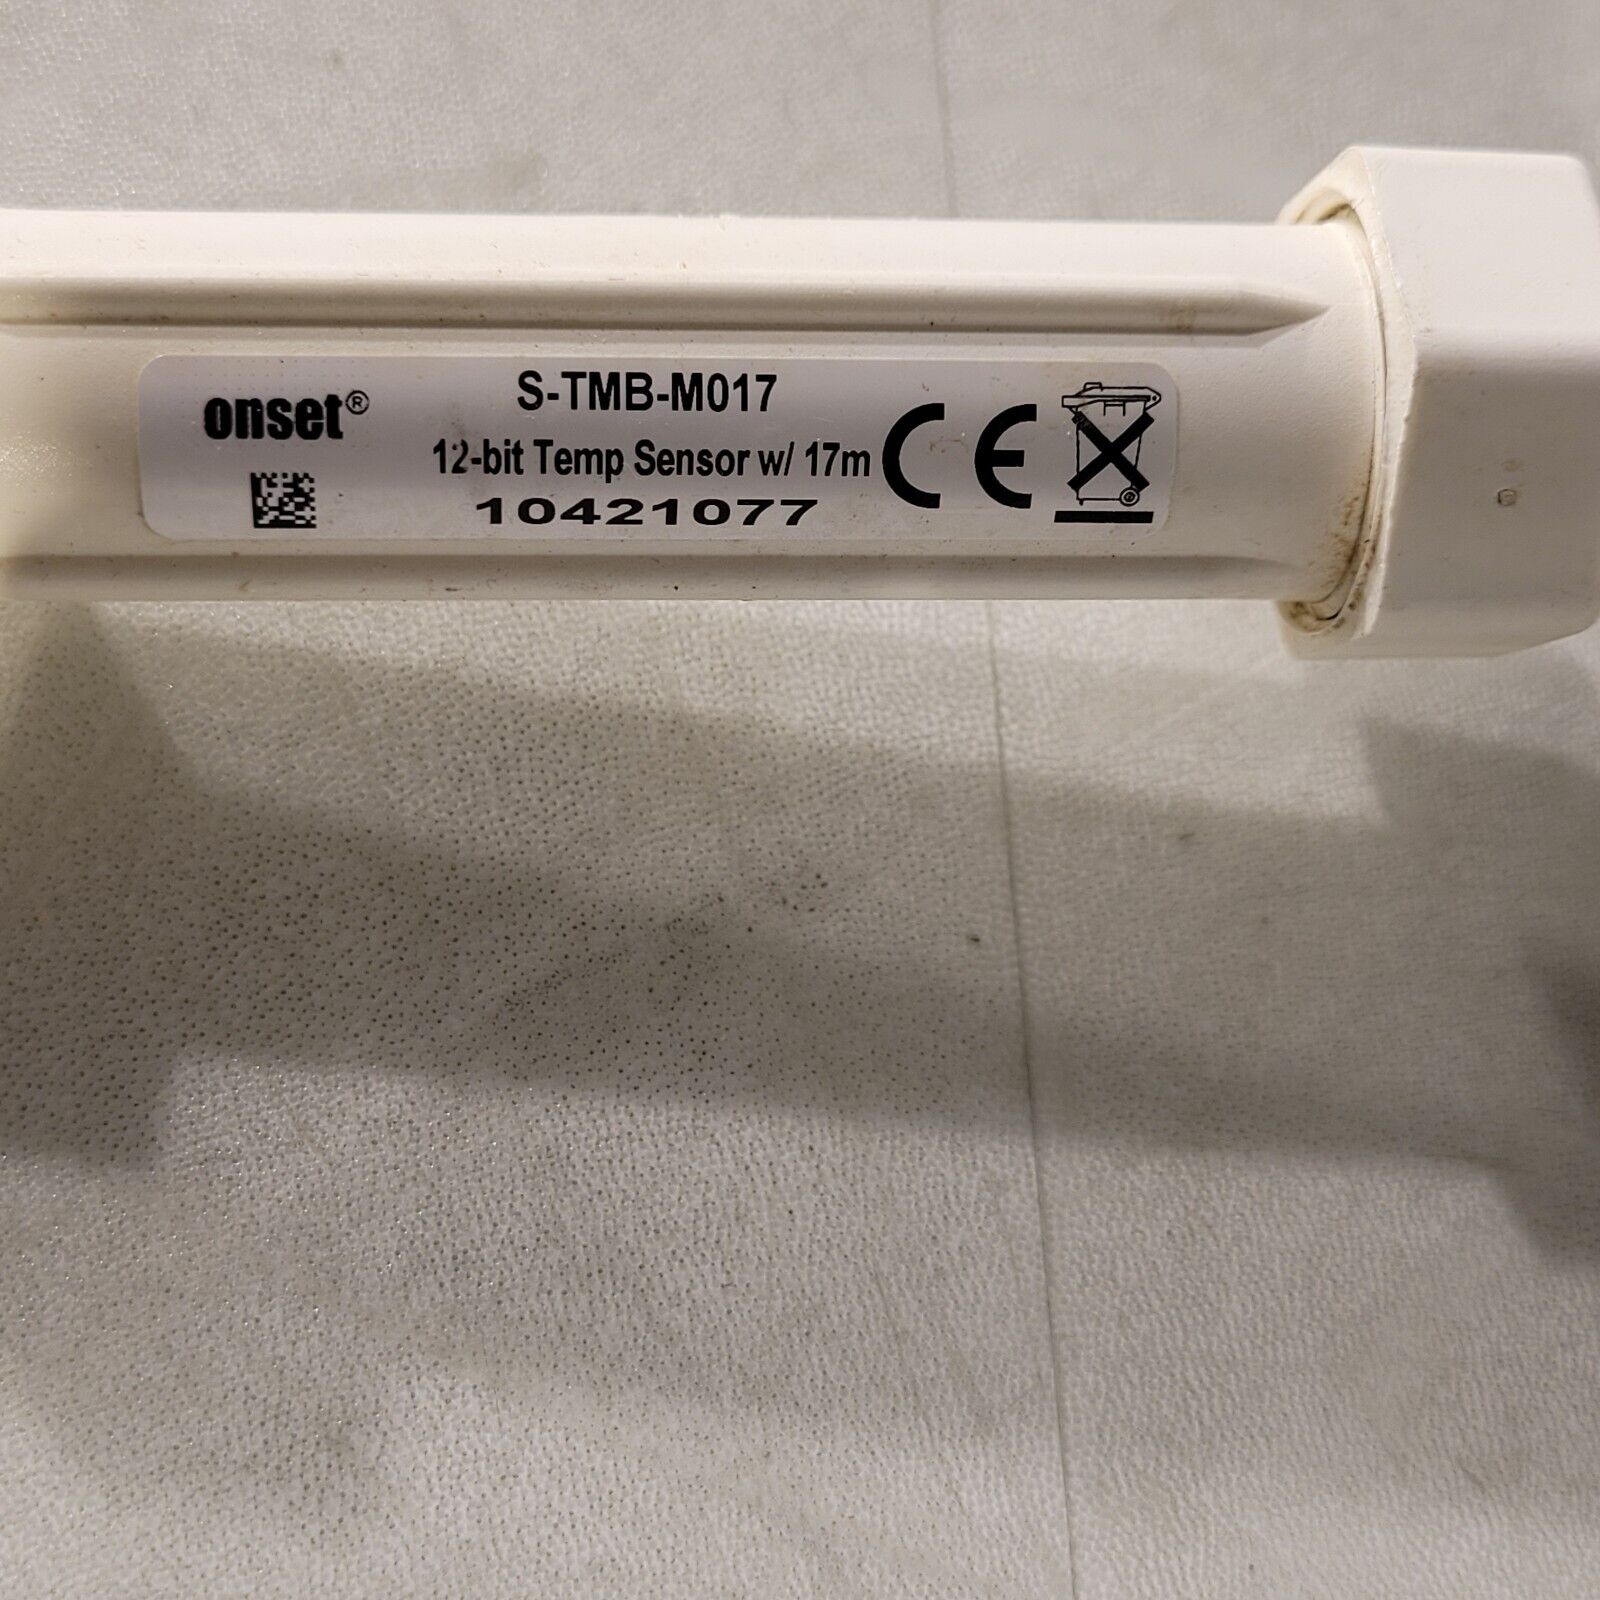 onset®
S-TMB-M017
12-bit Temp Sensor w/ 17m
10421077
CE